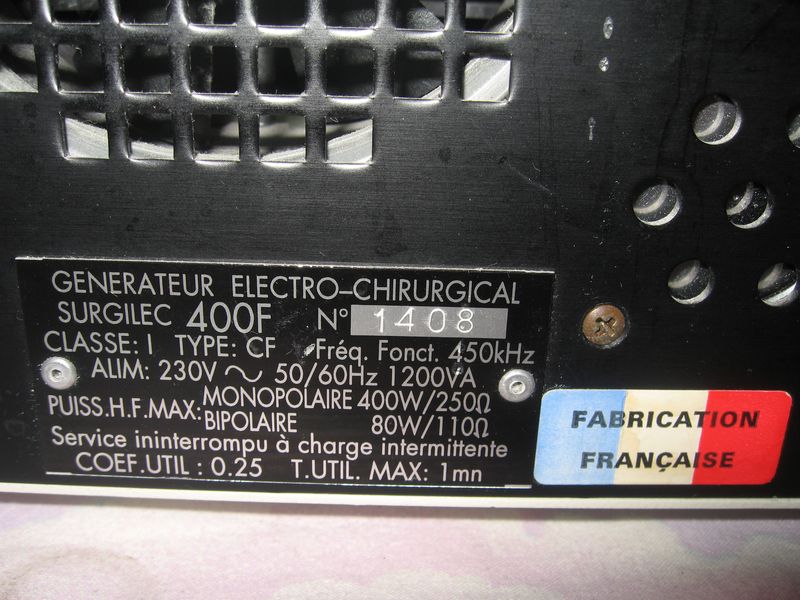 GENERATEUR ELECTRO-CHIRURGICAL
SURGILEC 400F N° 1408
CLASSE: I TYPE: CF Fréq. Fonct. 450kHz
ALIM: 230V ~ 50/60Hz 1200VA
PUISS.H.F.MAX: MONOPOLAIRE 400W/250Ω
BIPOLAIRE 80W/110Ω
Service ininterrompu à charge intermittente
COEF.UTIL : 0.25 T.UTIL. MAX: 1mn
FABRICATION
FRANÇAISE